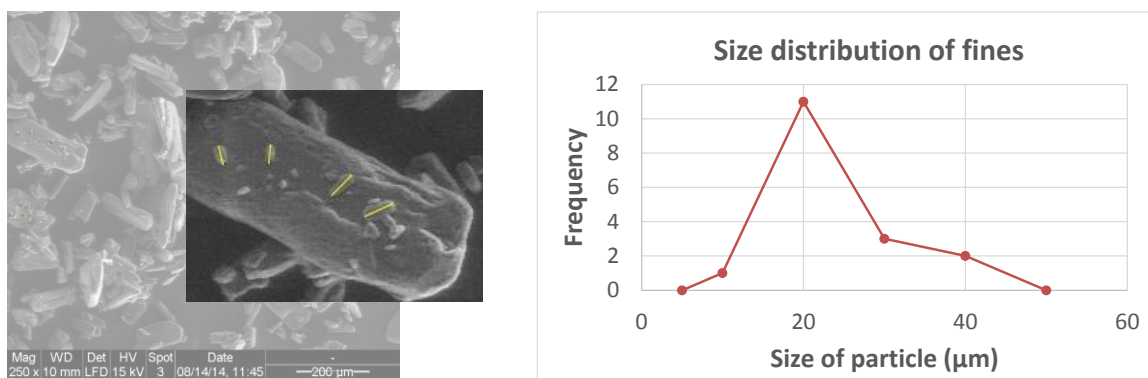 Mag WD Det HV Spot Date -
250 x 10 mm LFD 15 kV 3 08/14/14, 11:45 200 µm
Size distribution of fines
Frequency
12
10
8
6
4
2
0
0 20 40 60
Size of particle (µm)